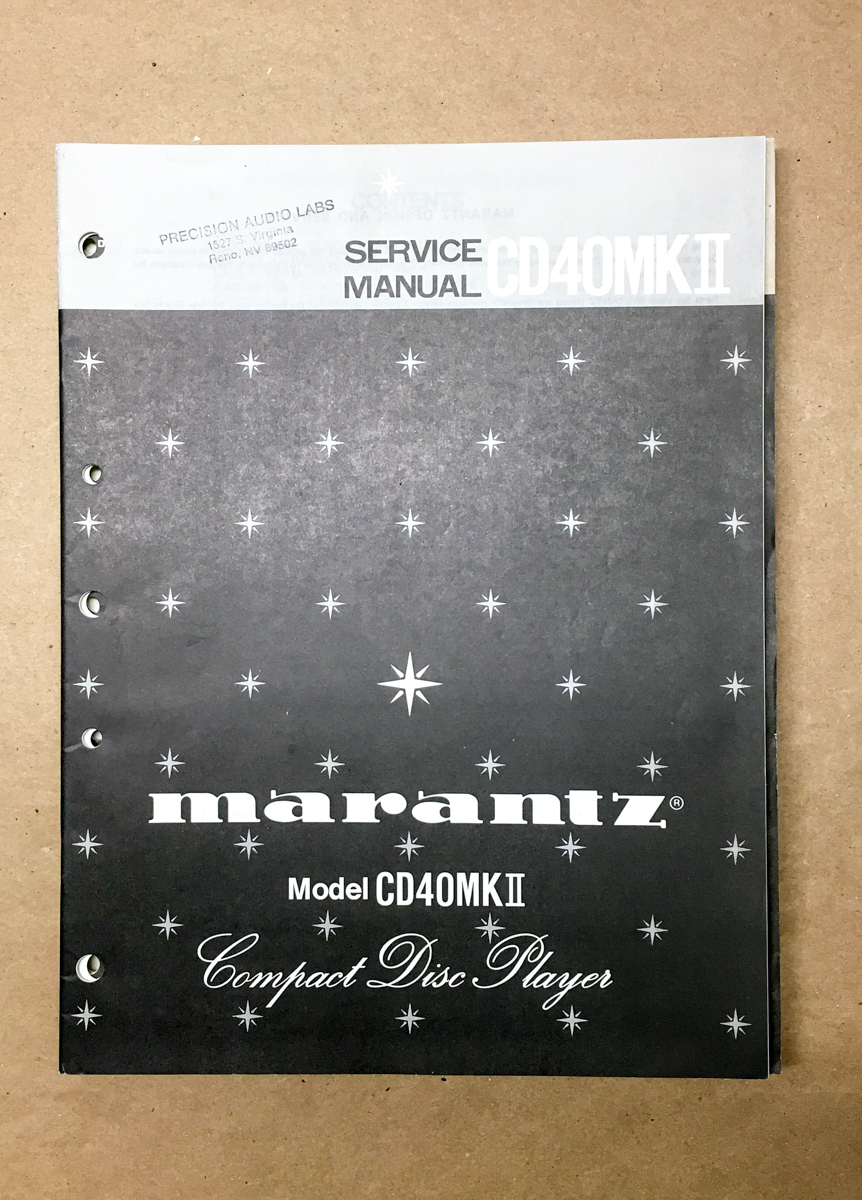 PRECISION AUDIO LABS
1527 S. Virginia
Reno, NV 89502
SERVICE
MANUAL CD40MKII
marantz®
Model CD40MKII
Compact Disc Player